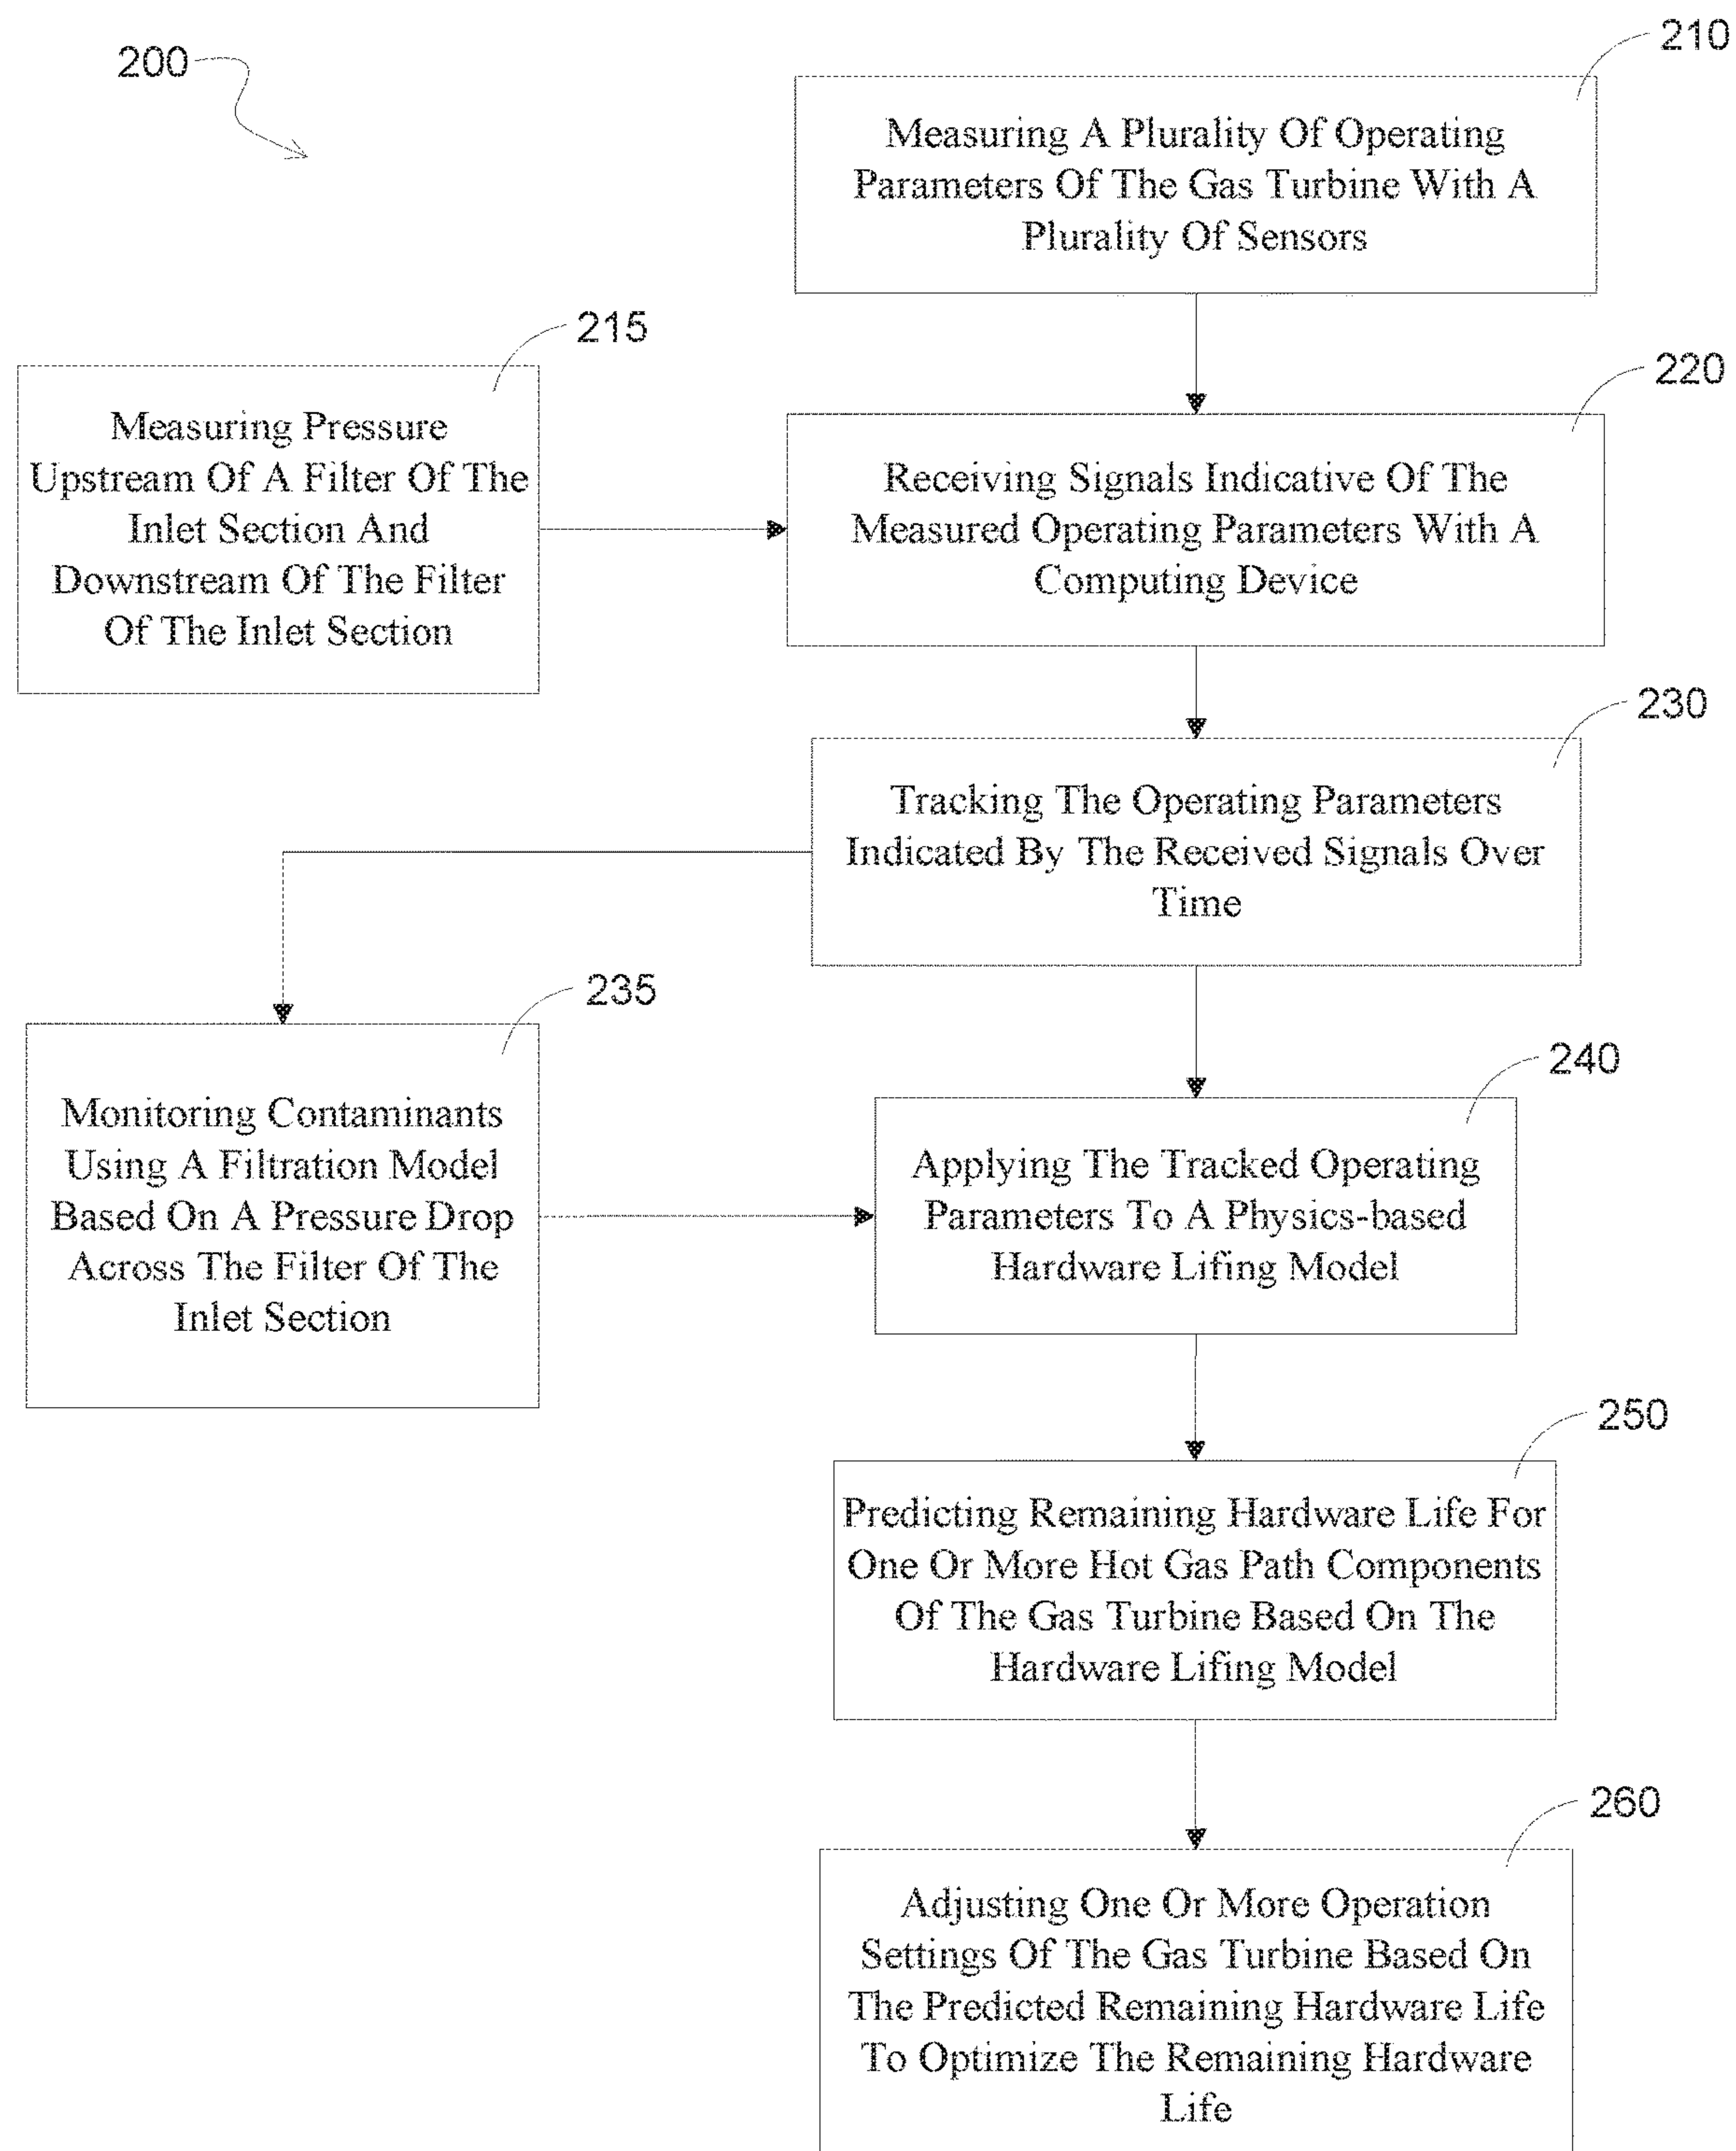 200
210
Measuring A Plurality Of Operating
Parameters Of The Gas Turbine With A
Plurality Of Sensors
215
Measuring Pressure
Upstream Of A Filter Of The
Inlet Section And
Downstream Of The Filter
Of The Inlet Section
220
Receiving Signals Indicative Of The
Measured Operating Parameters With A
Computing Device
230
Tracking The Operating Parameters
Indicated By The Received Signals Over
Time
235
Monitoring Contaminants
Using A Filtration Model
Based On A Pressure Drop
Across The Filter Of The
Inlet Section
240
Applying The Tracked Operating
Parameters To A Physics-based
Hardware Lifing Model
250
Predicting Remaining Hardware Life For
One Or More Hot Gas Path Components
Of The Gas Turbine Based On The
Hardware Lifing Model
260
Adjusting One Or More Operation
Settings Of The Gas Turbine Based On
The Predicted Remaining Hardware Life
To Optimize The Remaining Hardware
Life